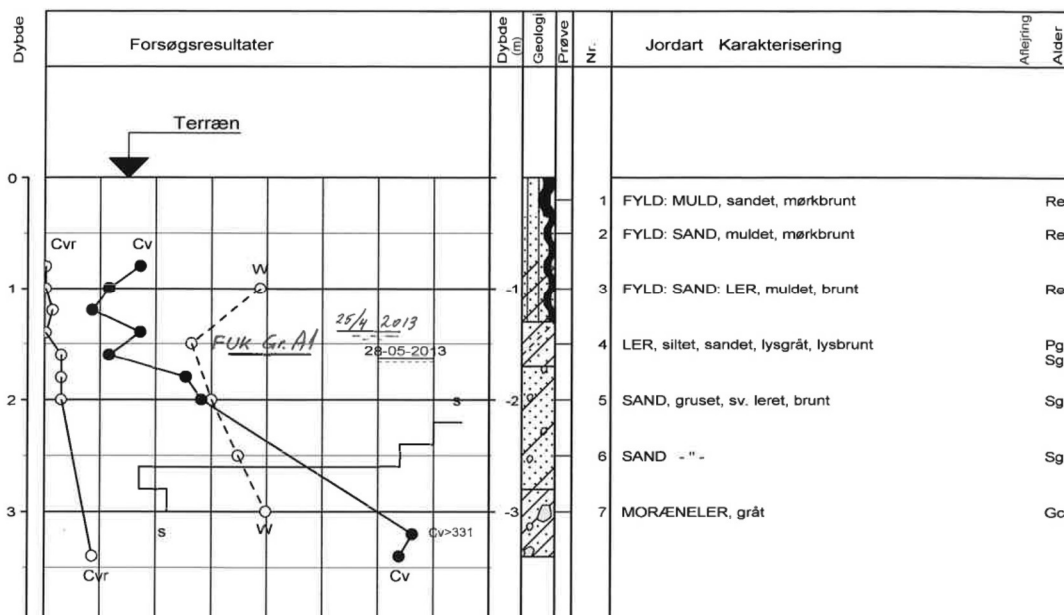 Dybde
Forsøgsresultater
Dybde (m)
Geologi
Prøve
Nr.
Jordart Karakterisering
Aflejring
Alder
Terræn
0
0
1 FYLD: MULD, sandet, mørkbrunt Re
Cvr Cv
2 FYLD: SAND, muldet, mørkbrunt Re
W
1 -1 3 FYLD: SAND: LER, muldet, brunt Re
25/4 2013
FUK Gr. A1
28-05-2013
4 LER, siltet, sandet, lysgråt, lysbrunt Pg
Sg
2 s -2 5 SAND, gruset, sv. leret, brunt Sg
6 SAND - " - Sg
3 -3 7 MORÆNELER, gråt Gc
s W Cv>331
Cvr Cv